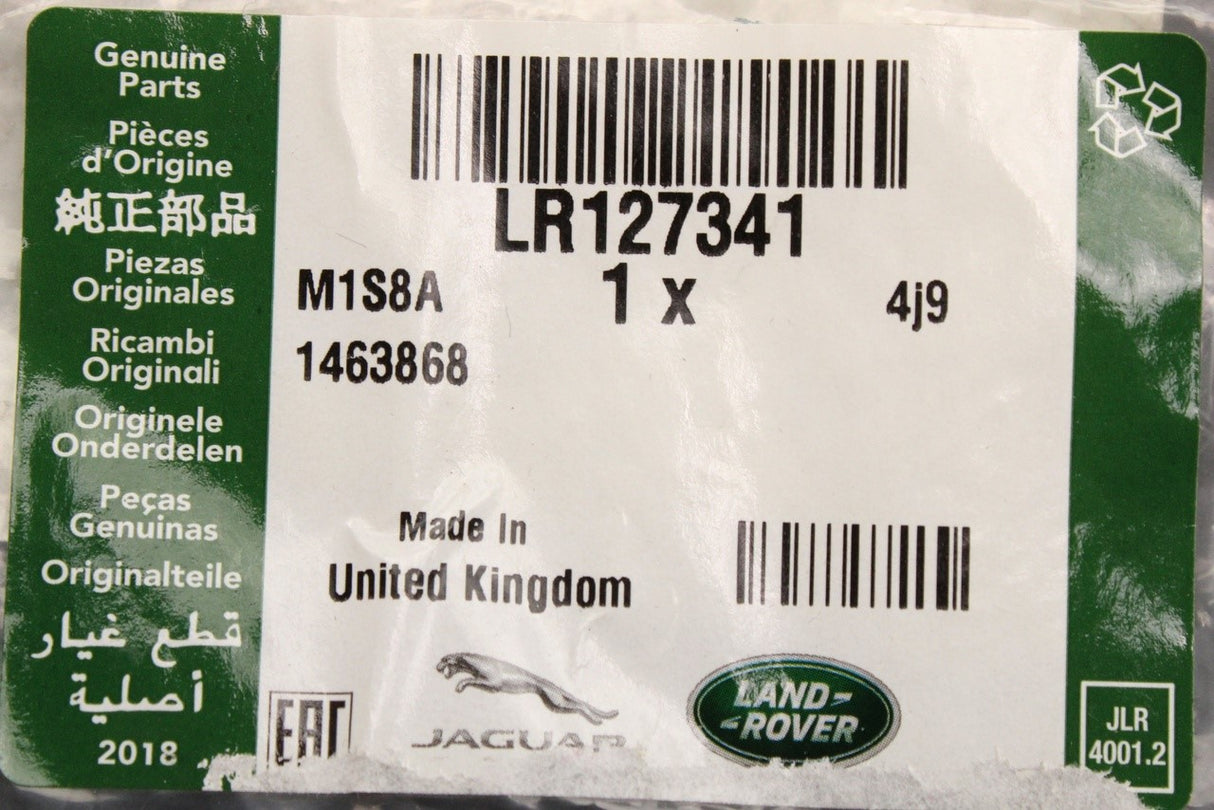 Genuine
Parts
Pièces
d'Origine
純正部品
Piezas
Originales
Ricambi
Originali
Originele
Onderdelen
Peças
Genuinas
Originalteile
قطع غيار
أصلية
2018
LR127341
M1S8A
1 x
4j9
1463868
Made In
United Kingdom
EAC
JAGUAR
LAND-
-ROVER
JLR
4001.2